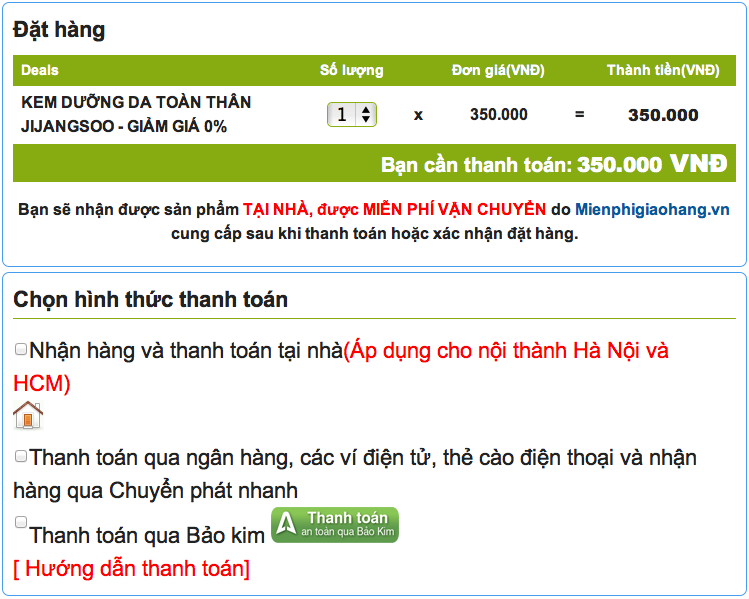 Đặt hàng
Deals Số lượng Đơn giá(VNĐ) Thành tiền(VNĐ)
KEM DƯỠNG DA TOÀN THÂN
JIJANGSOO - GIẢM GIÁ 0% 1 x 350.000 = 350.000
Bạn cần thanh toán: 350.000 VNĐ
Bạn sẽ nhận được sản phẩm TẠI NHÀ, được MIỄN PHÍ VẬN CHUYỂN do Mienphigiaohang.vn
cung cấp sau khi thanh toán hoặc xác nhận đặt hàng.
Chọn hình thức thanh toán
Nhận hàng và thanh toán tại nhà(Áp dụng cho nội thành Hà Nội và
HCM)
Thanh toán qua ngân hàng, các ví điện tử, thẻ cào điện thoại và nhận
hàng qua Chuyển phát nhanh
Thanh toán qua Bảo kim Thanh toán
an toàn qua Bảo Kim
[ Hướng dẫn thanh toán]